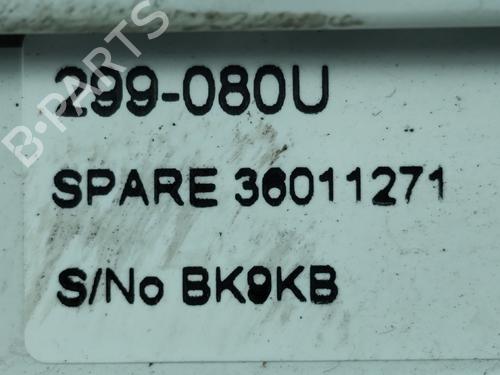 299-080U
SPARE 36011271
S/No BK9KB
B-PARTS